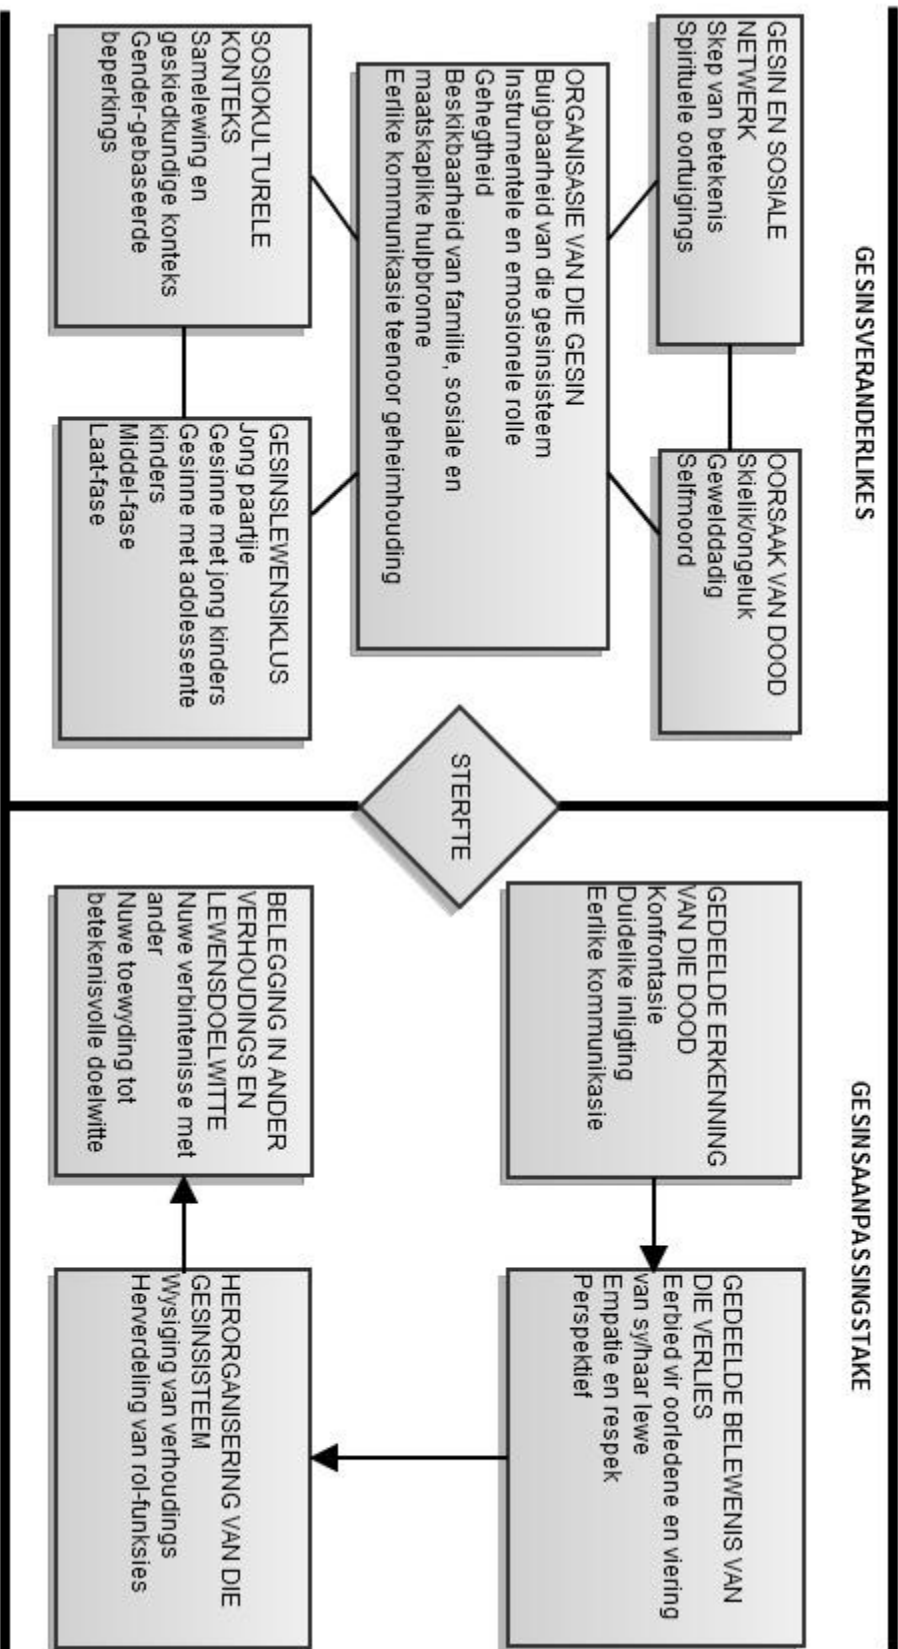 GESINSVERANDERLIKES
GESIN EN SOSIALE
NETWERK
Skep van betekenis
Spirituele oortuigings
OORSAAK VAN DOOD
Skielik/ongeluk
Gewelddadig
Selfmoord
ORGANISASIE VAN DIE GESIN
Buigbaarheid van die gesinsisteem
Instrumentele en emosionele rolle
Gehegtheid
Beskikbaarheid van familie, sosiale en
maatskaplike hulpbronne
Eerlike kommunikasie teenoor geheimhouding
SOSIOKULTURELE
KONTEKS
Samelewing en
geskiedkundige konteks
Gender-gebaseerde
beperkings
GESINSLEWENSIKLUS
Jong paartjie
Gesinne met jong kinders
Gesinne met adolessente
kinders
Middel-fase
Laat-fase
STERFTE
GESINSAANPASSINGSTAKE
GEDEELDE ERKENNING
VAN DIE DOOD
Konfrontasie
Duidelike inligting
Eerlike kommunikasie
GEDEELDE BELEWENIS VAN
DIE VERLIES
Eerbied vir oorledene en viering
van sy/haar lewe
Empatie en respek
Perspektief
BELEGGING IN ANDER
VERHOUDINGS EN
LEWENSDOELWITTE
Nuwe verbintenisse met
ander
Nuwe toewyding tot
betekenisvolle doelwitte
HERORGANISERING VAN DIE
GESINSISTEEM
Wysiging van verhoudings
Herverdeling van rol-funksies